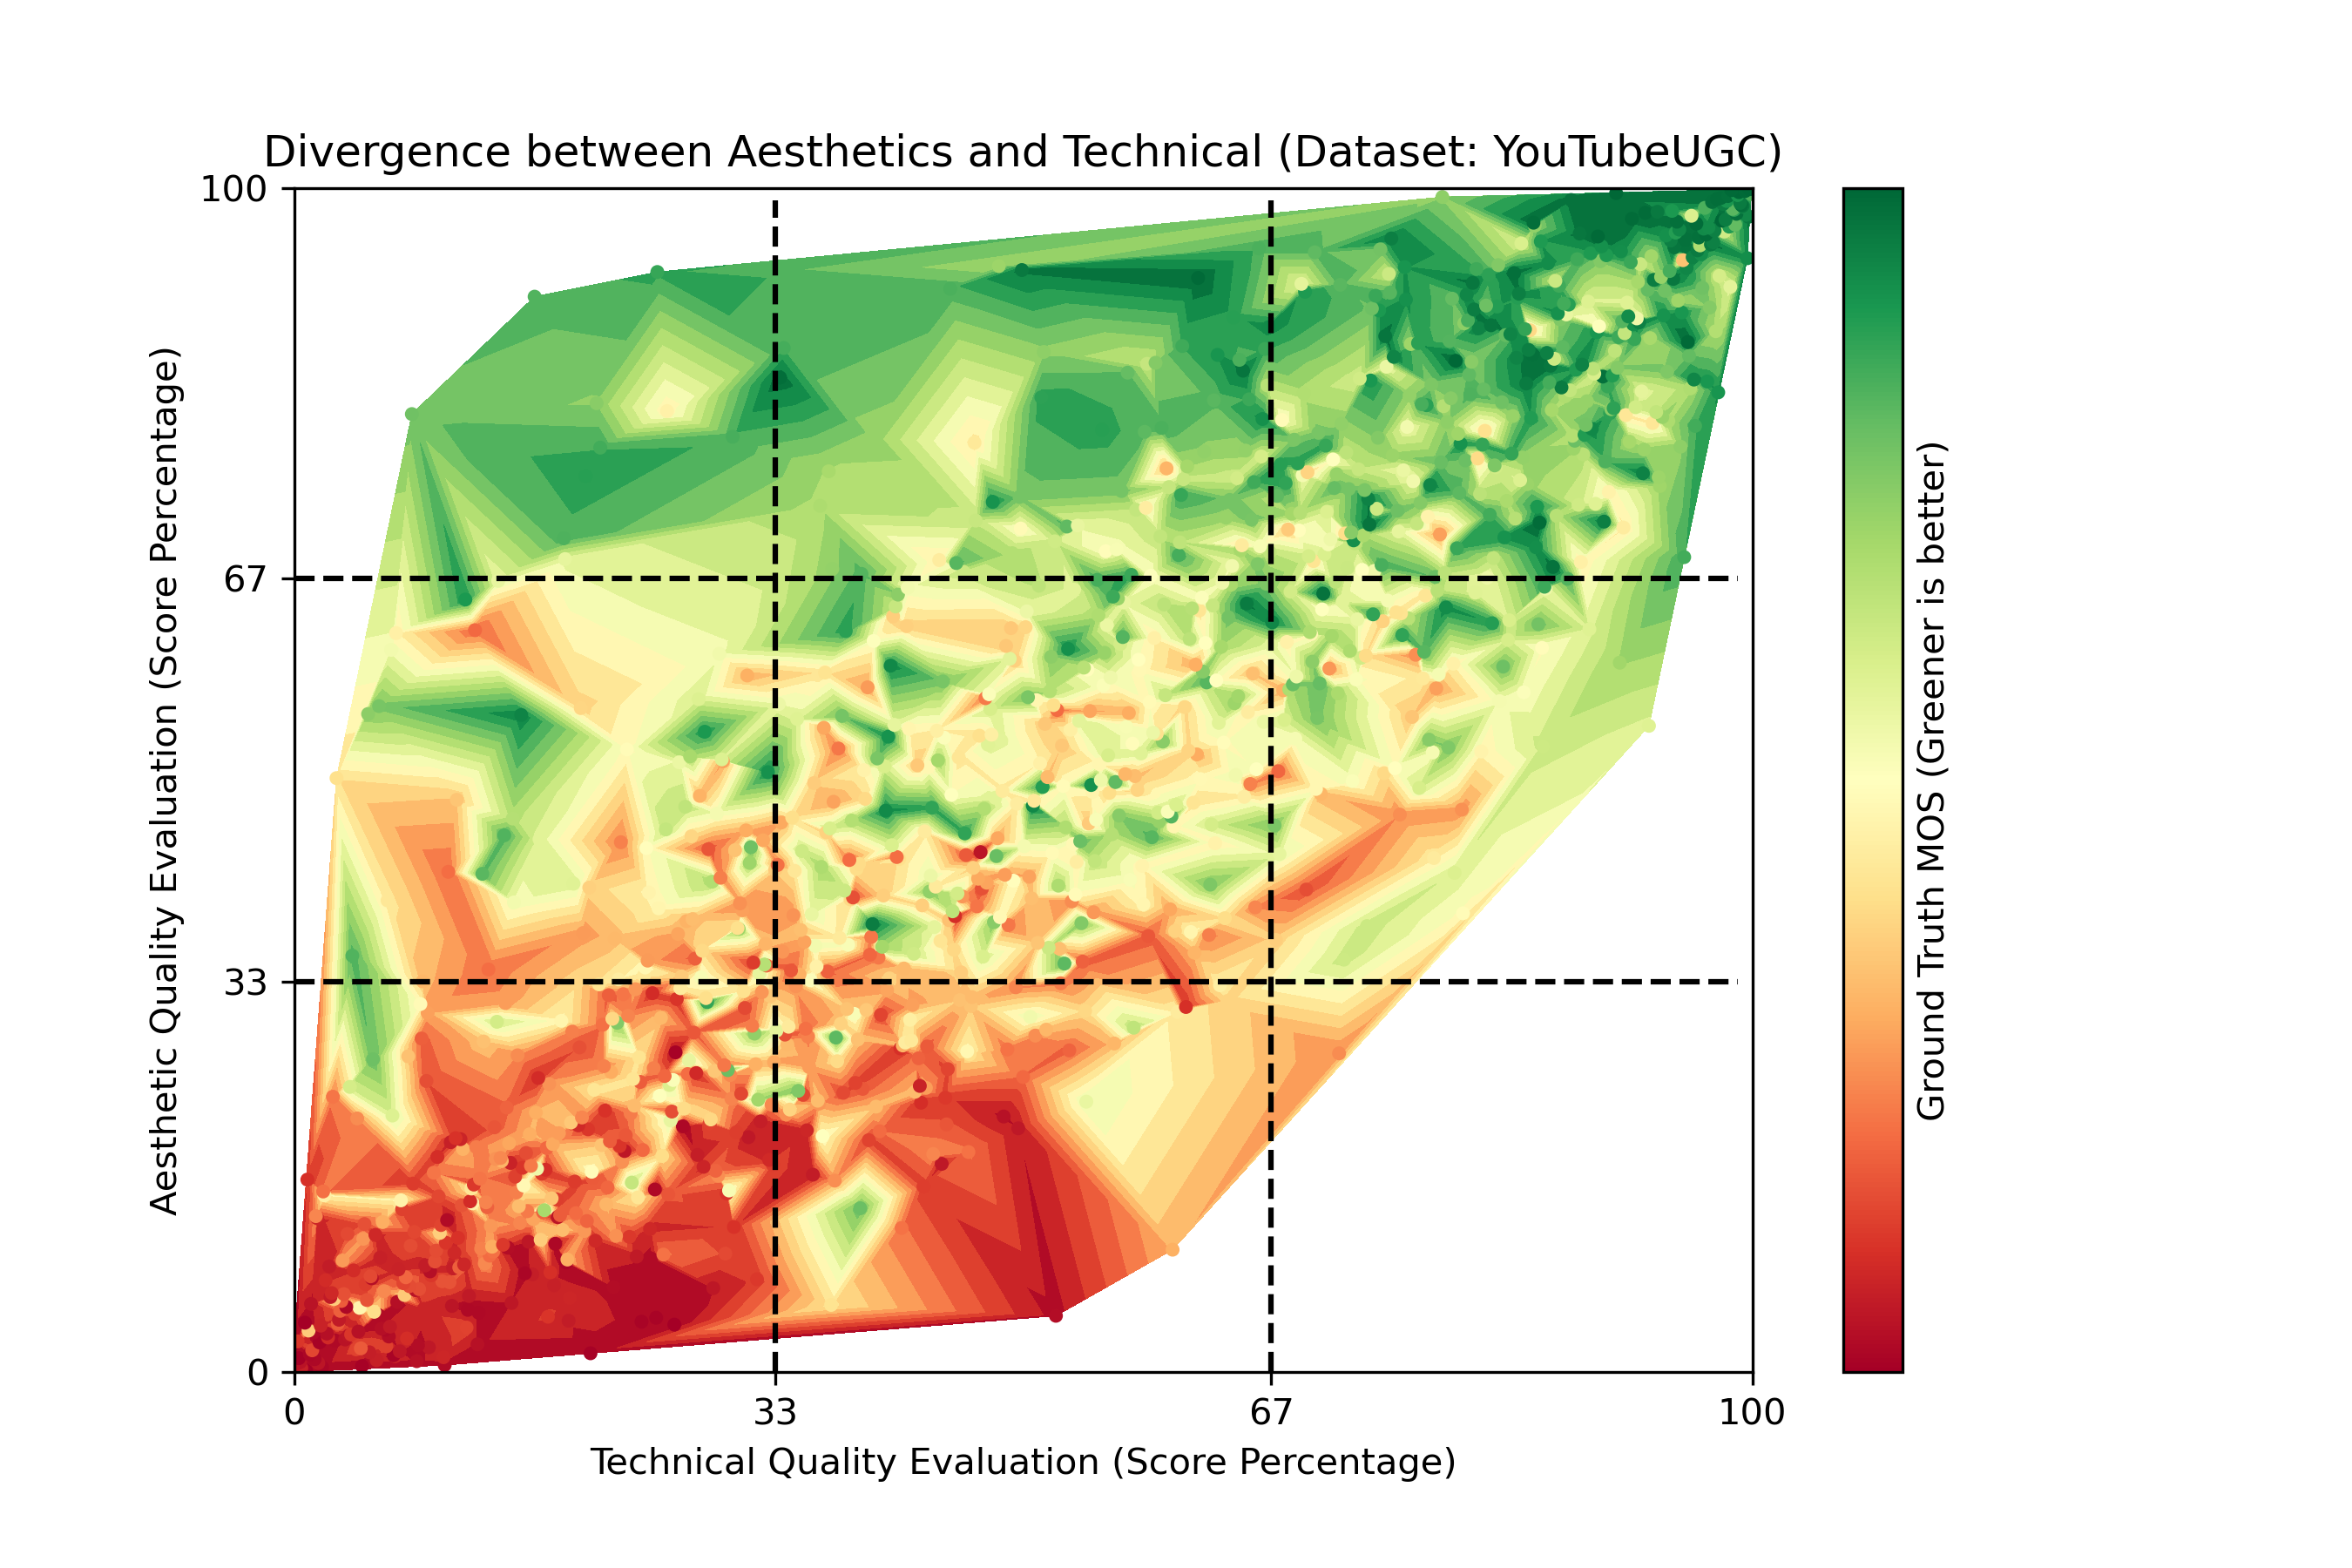 Divergence between Aesthetics and Technical (Dataset: YouTubeUGC)
100
67
33
0
Aesthetic Quality Evaluation (Score Percentage)
0
33
67
100
Technical Quality Evaluation (Score Percentage)
Ground Truth MOS (Greener is better)